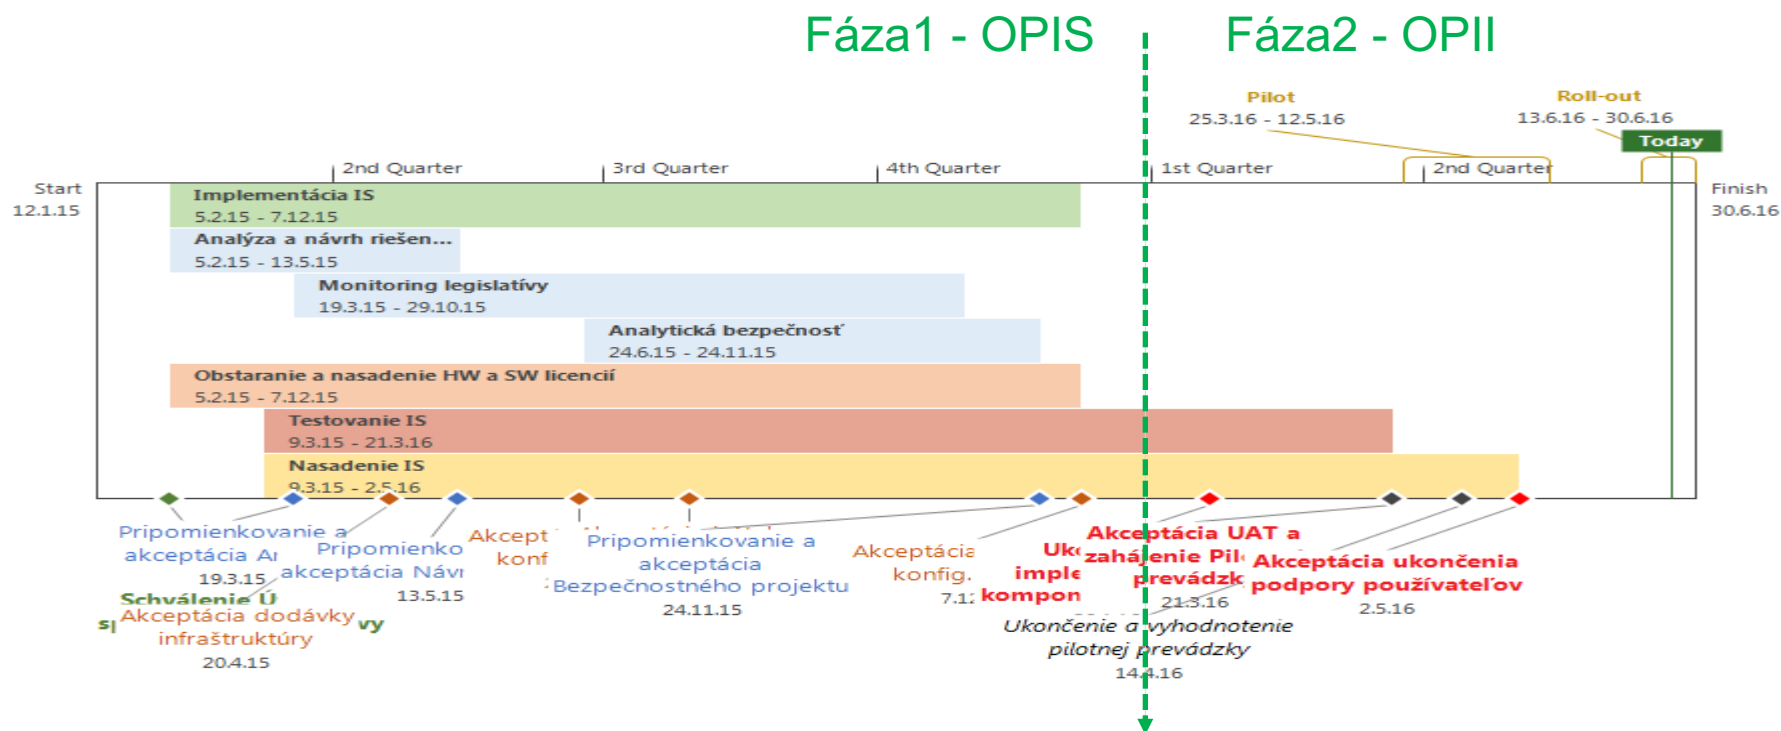 Fáza1 - OPIS
Fáza2 - OPII
Pilot
25.3.16 - 12.5.16
Roll-out
13.6.16 - 30.6.16
Today
2nd Quarter
3rd Quarter
4th Quarter
1st Quarter
2nd Quarter
Start
12.1.15
Finish
30.6.16
Implementácia IS
5.2.15 - 7.12.15
Analýza a návrh riešen...
5.2.15 - 13.5.15
Monitoring legislatívy
19.3.15 - 29.10.15
Analytická bezpečnosť
24.6.15 - 24.11.15
Obstaranie a nasadenie HW a SW licencií
5.2.15 - 7.12.15
Testovanie IS
9.3.15 - 21.3.16
Nasadenie IS
9.3.15 - 2.5.16
Pripomienkovanie a
akceptácia
19.3.15
Schválenie
Akceptácia dodávky
infraštruktúry
20.4.15
akceptácia
13.5.15
Pripomienkovanie a
akceptácia
Bezpečnostného projektu
24.11.15
Akceptácia
konfig.
Akceptácia UAT a
zahájenie
21.3.16
Ukončenie a vyhodnotenie
pilotnej prevádzky
14.4.16
Akceptácia ukončenia
podpory používateľov
2.5.16